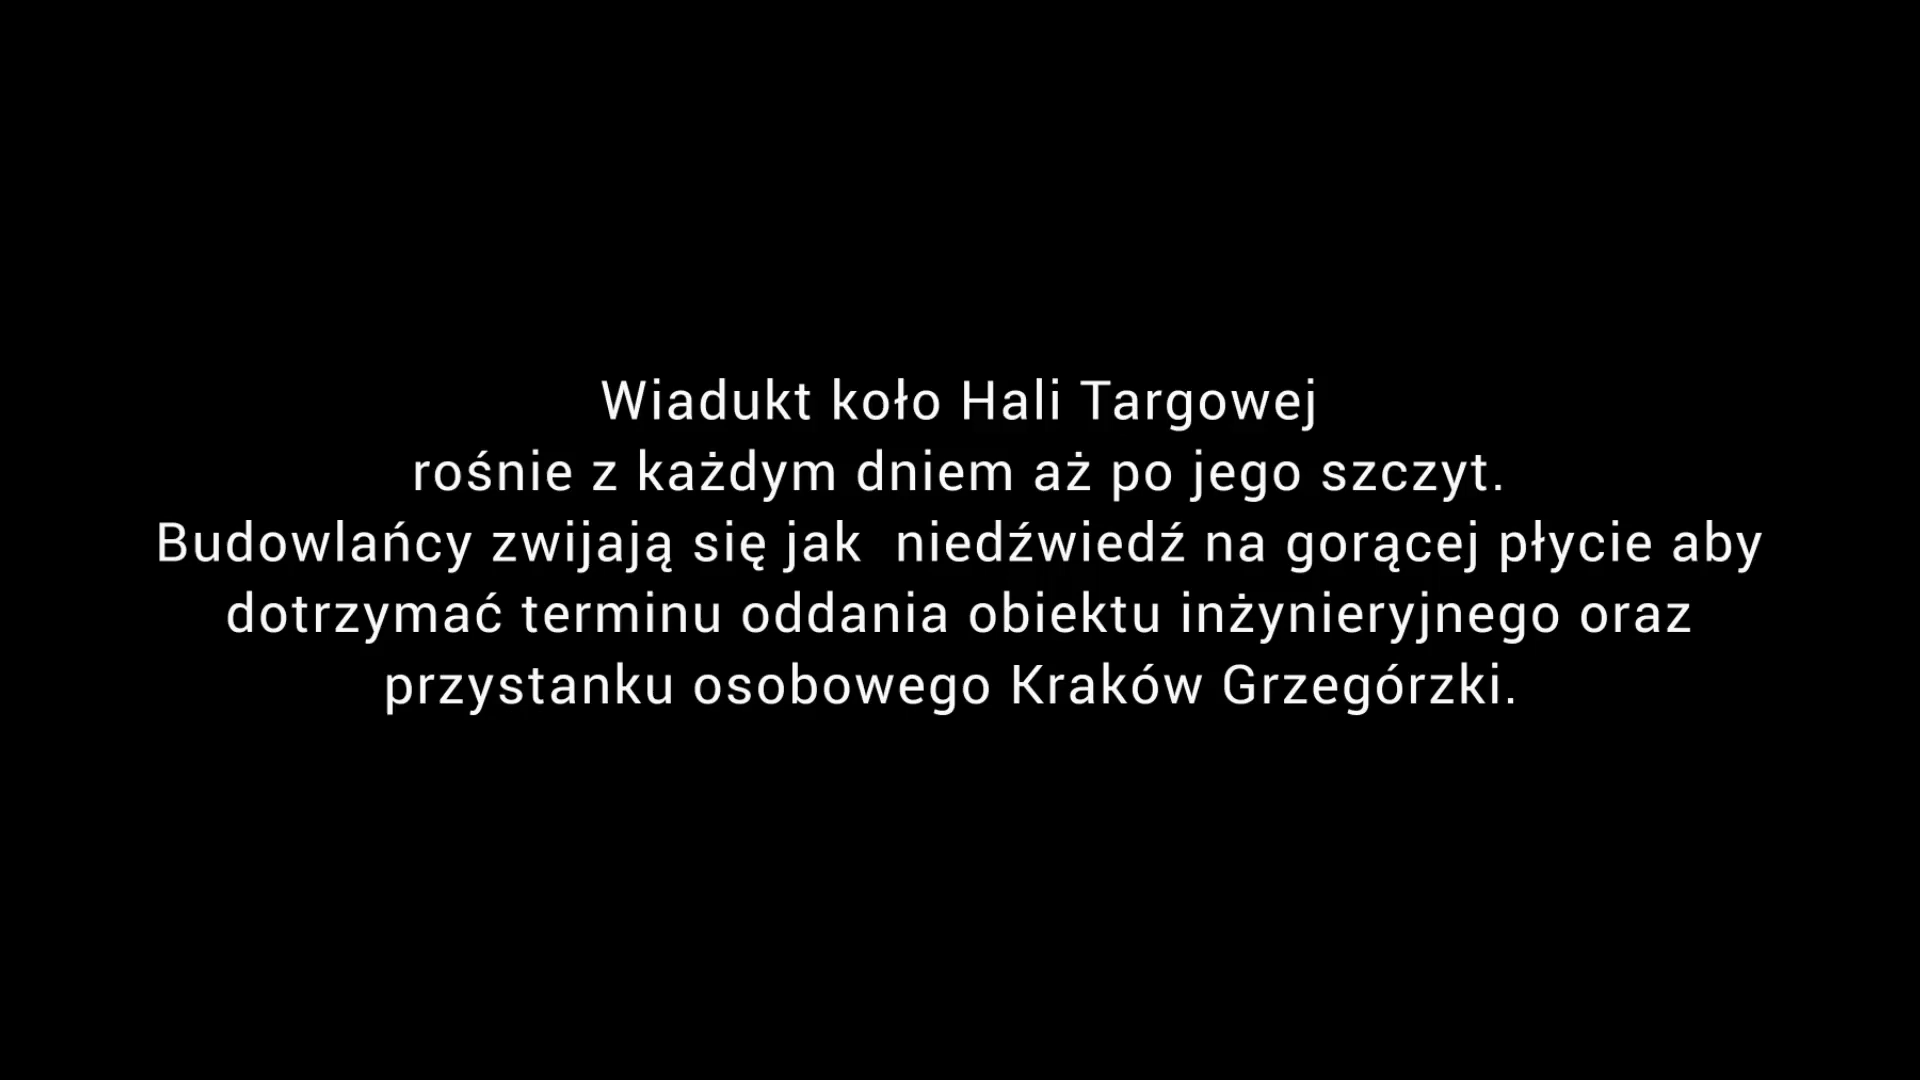 Wiadukt koło Hali Targowej
rośnie z każdym dniem aż po jego szczyt.
Budowlańcy zwijają się jak  niedźwiedź na gorącej płycie aby
dotrzymać terminu oddania obiektu inżynieryjnego oraz
przystanku osobowego Kraków Grzegórzki.